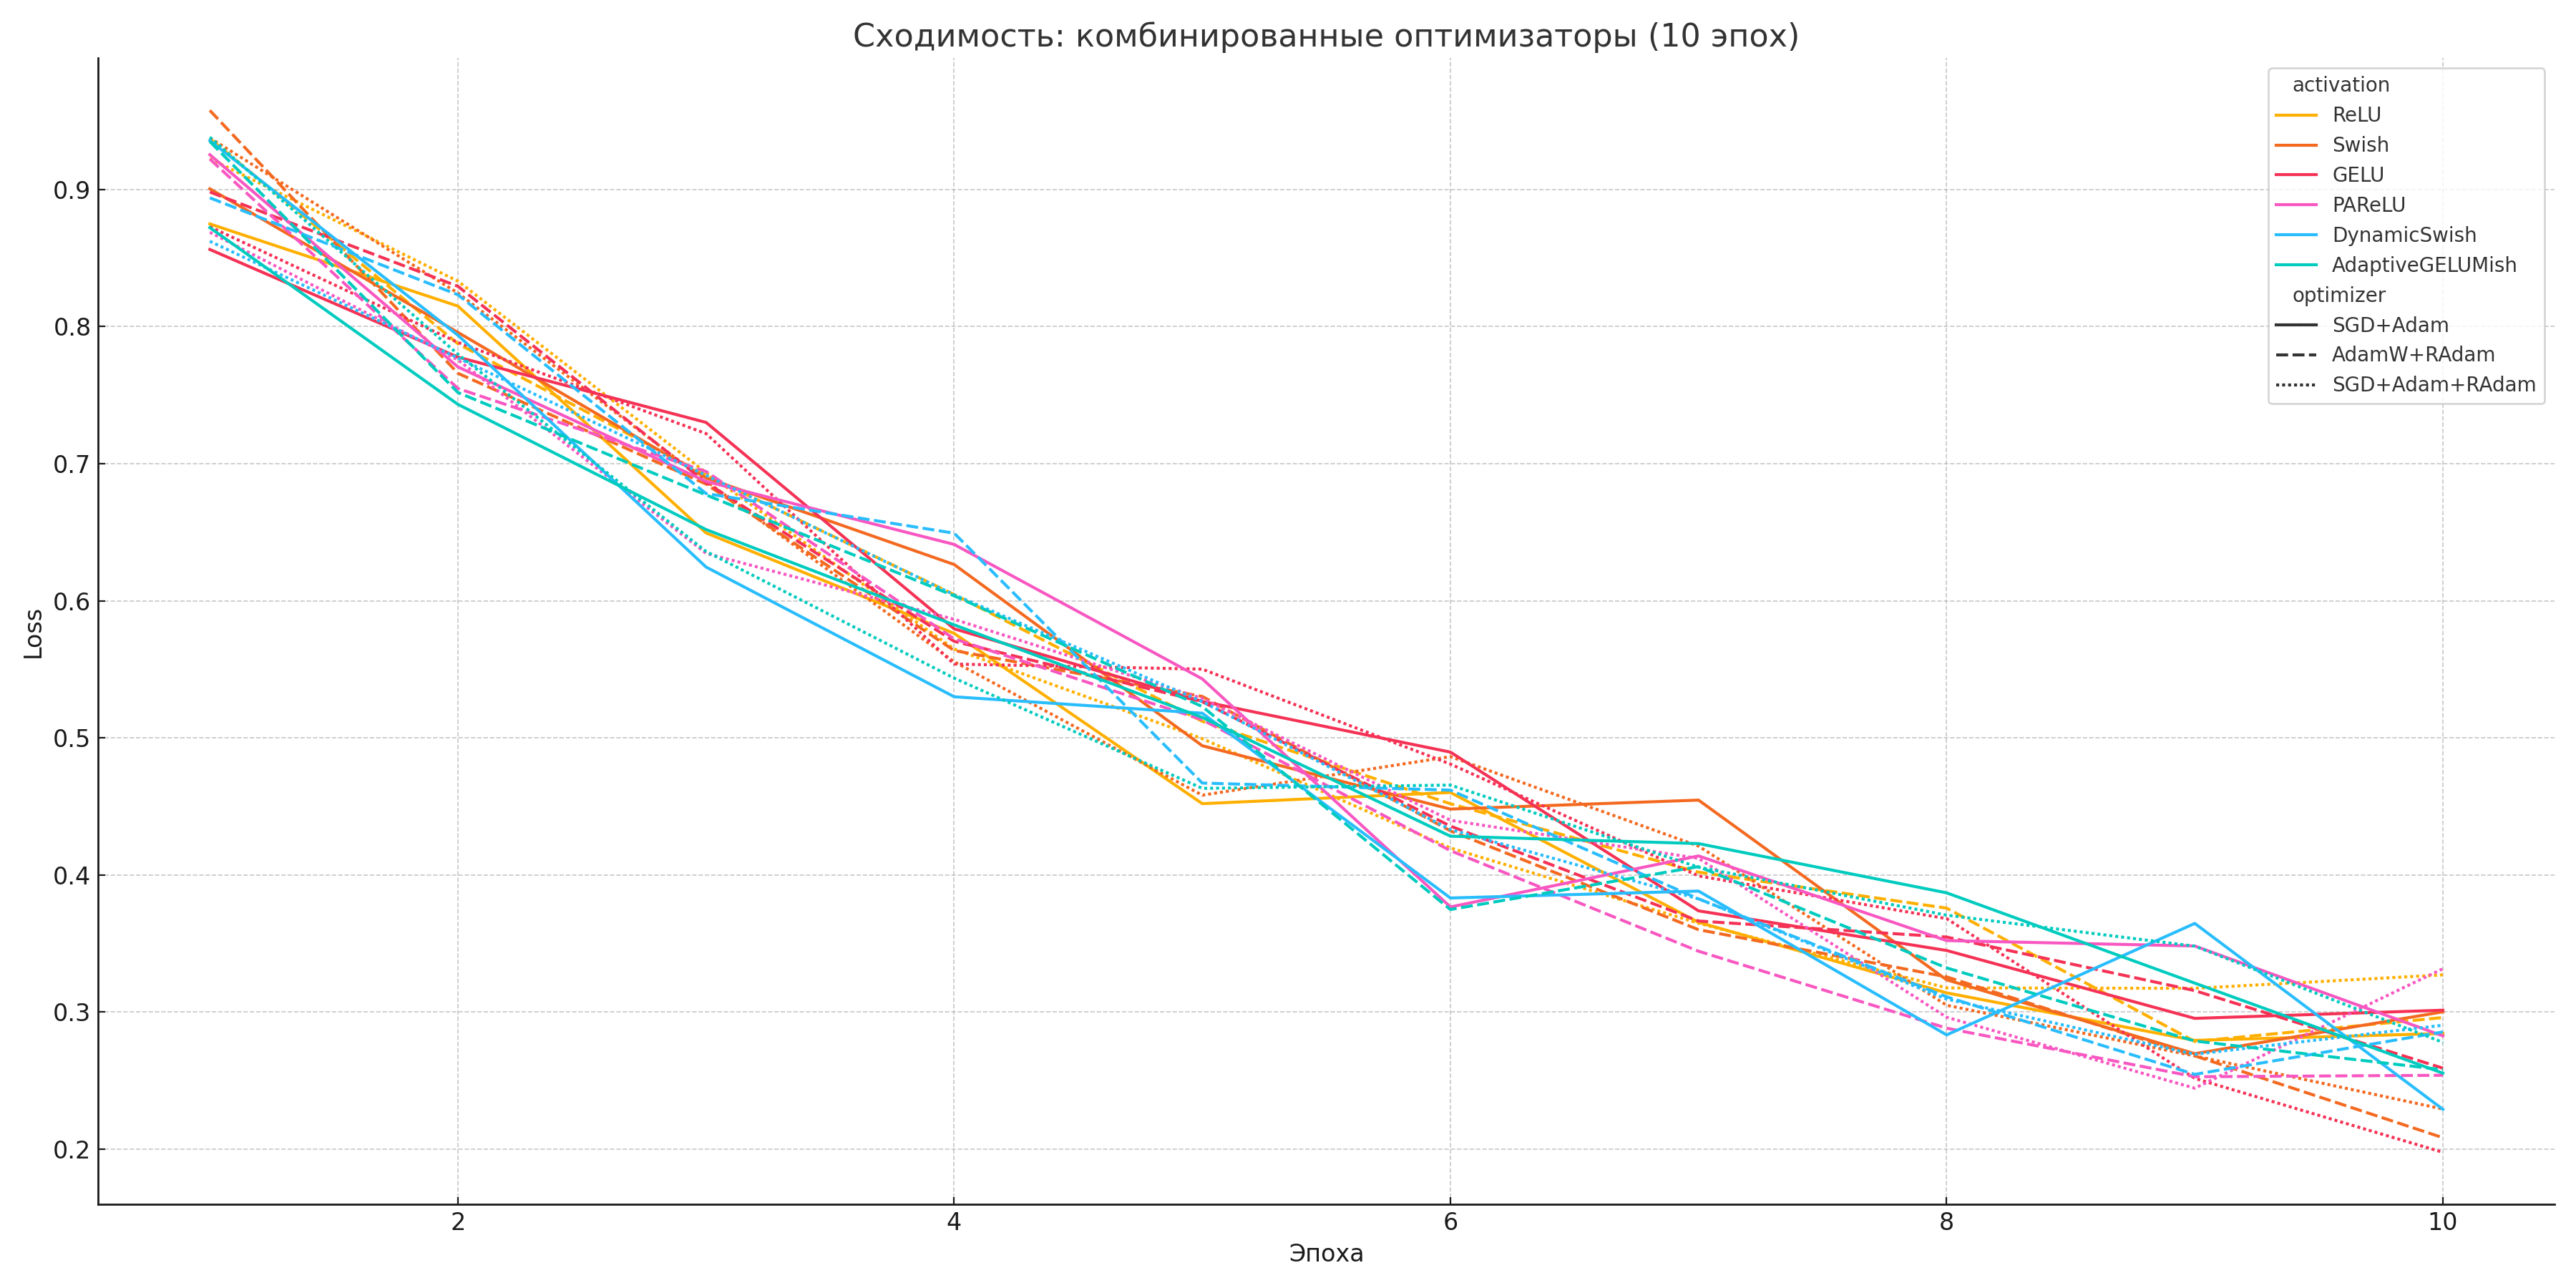 Сходимость: комбинированные оптимизаторы (10 эпох)
activation
ReLU
Swish
GELU
PAReLU
DynamicSwish
AdaptiveGELUMish
optimizer
SGD+Adam
AdamW+RAdam
SGD+Adam+RAdam
Loss
0.9
0.8
0.7
0.6
0.5
0.4
0.3
0.2
2
4
6
8
10
Эпоха